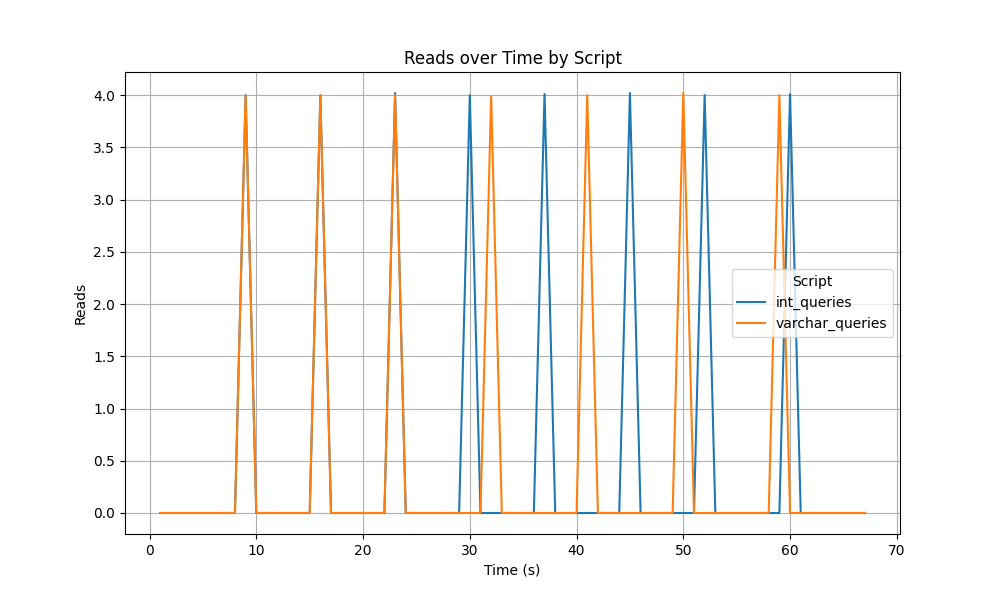 Reads over Time by Script
4.0
3.5
3.0
2.5
2.0
1.5
1.0
0.5
0.0
Reads
Script
int_queries
varchar_queries
0 10 20 30 40 50 60 70
Time (s)